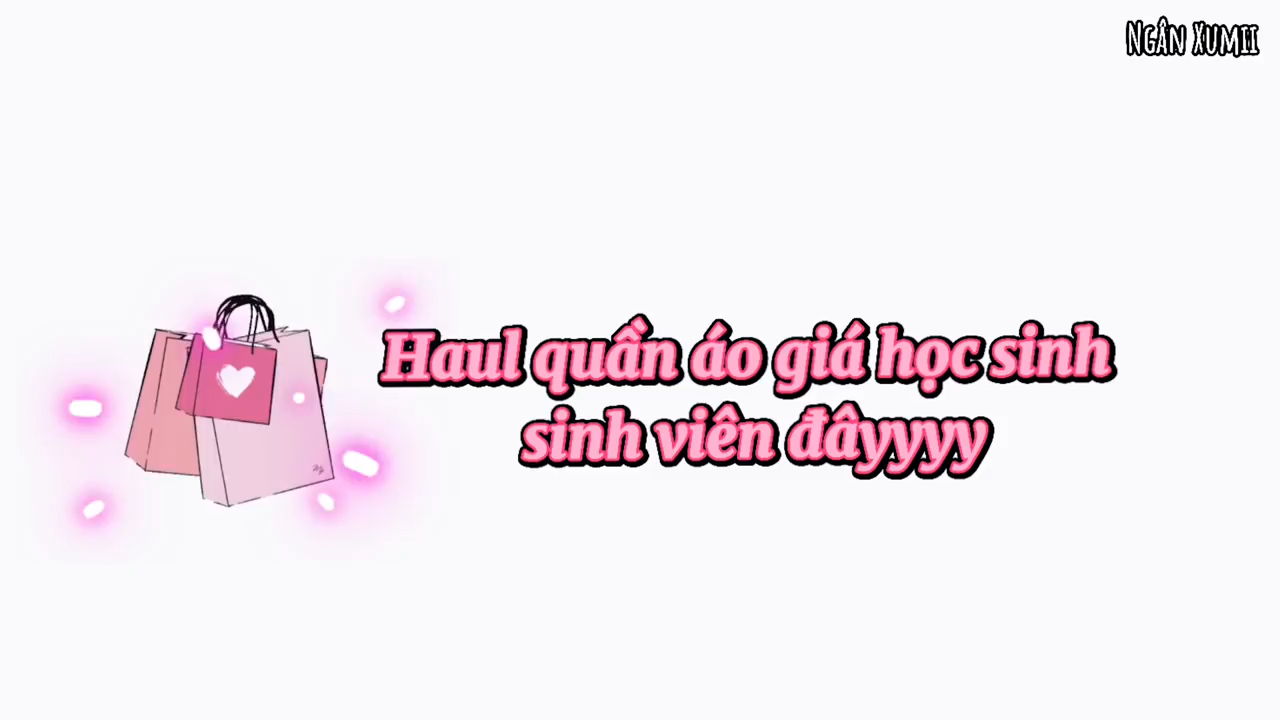 Ngân Xumii
Haul quần áo giá học sinh
sinh viên đâyyyy